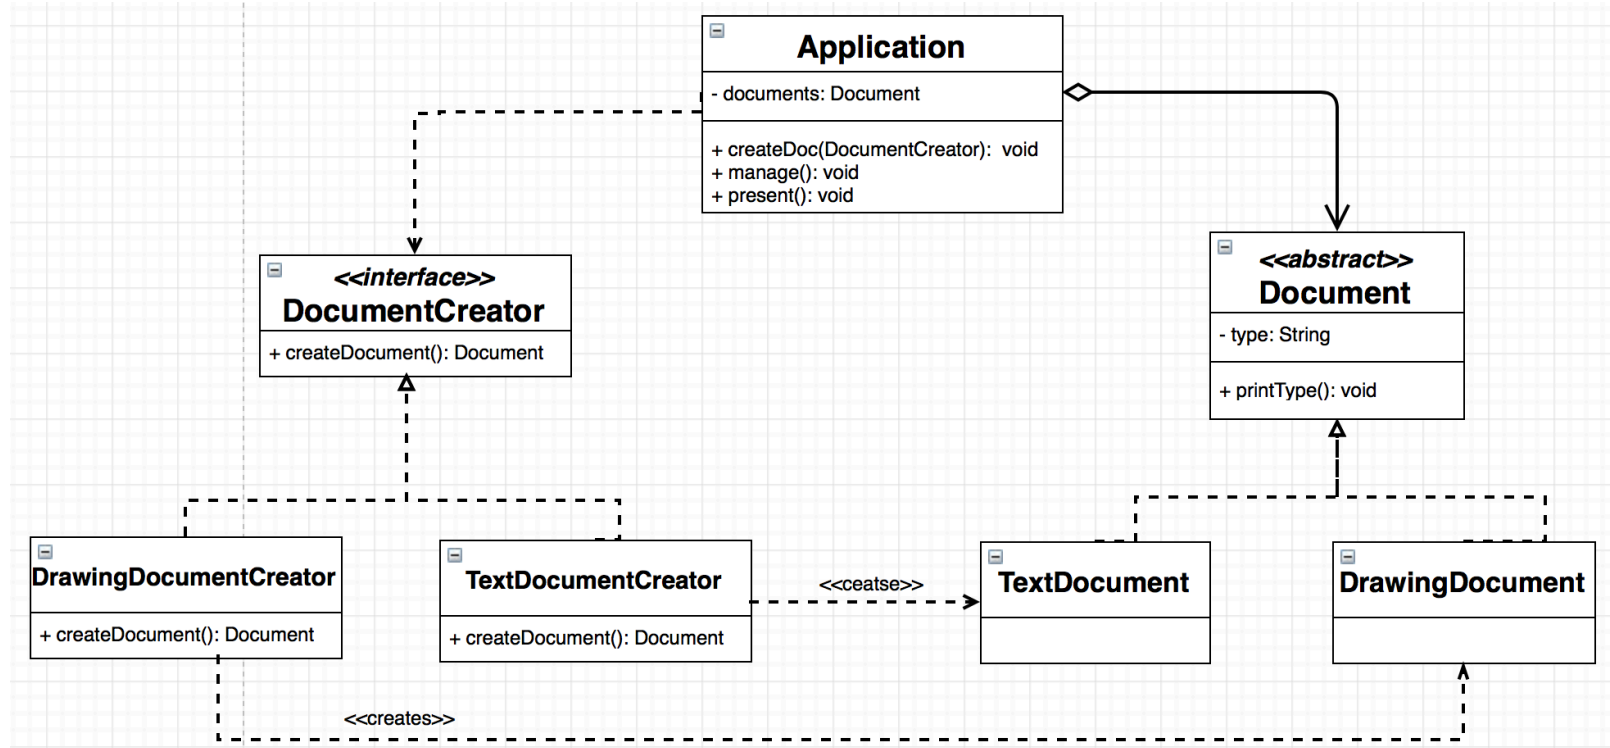 Application
- documents: Document
+ createDoc(DocumentCreator): void
+ manage(): void
+ present(): void
<<interface>>
DocumentCreator
+ createDocument(): Document
<<abstract>>
Document
- type: String
+ printType(): void
DrawingDocumentCreator
+ createDocument(): Document
TextDocumentCreator
+ createDocument(): Document
<<ceatse>>
TextDocument
DrawingDocument
<<creates>>